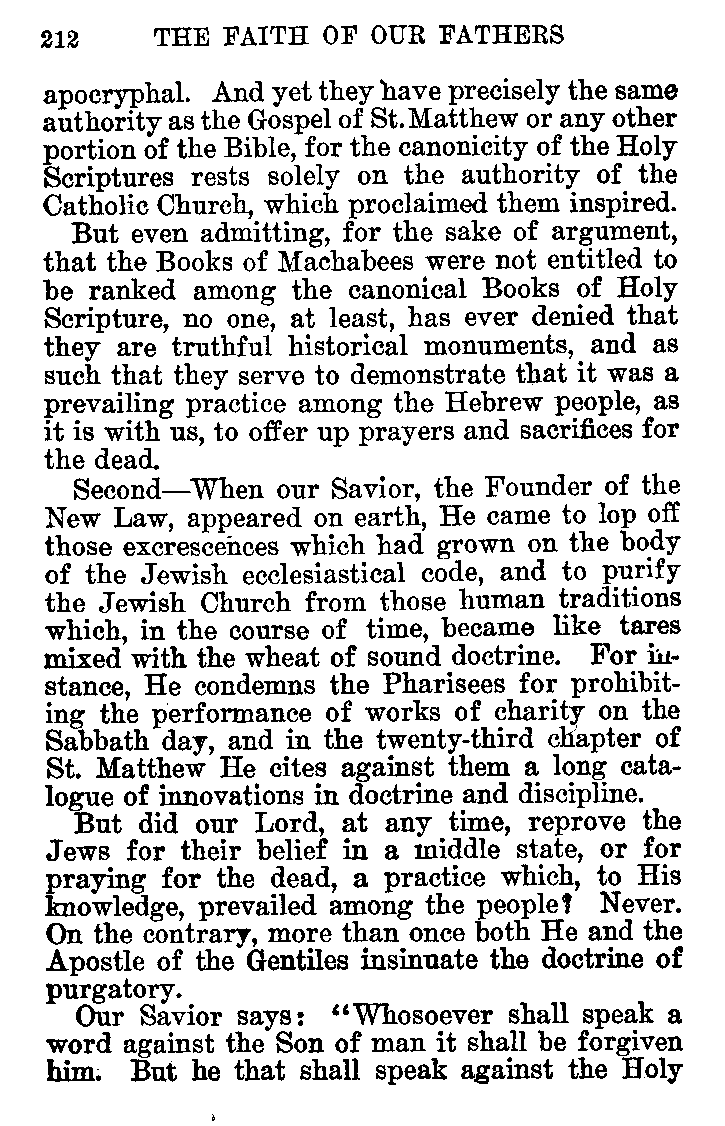 212 THE FAITH OF OUR FATHERS
apocryphal. And yet they have precisely the same
authority as the Gospel of St. Matthew or any other
portion of the Bible, for the canonicity of the Holy
Scriptures rests solely on the authority of the
Catholic Church, which proclaimed them inspired.
But even admitting, for the sake of argument,
that the Books of Machabees were not entitled to
be ranked among the canonical Books of Holy
Scripture, no one, at least, has ever denied that
they are truthful historical monuments, and as
such that they serve to demonstrate that it was a
prevailing practice among the Hebrew people, as
it is with us, to offer up prayers and sacrifices for
the dead.
Second—When our Savior, the Founder of the
New Law, appeared on earth, He came to lop off
those excrescences which had grown on the body
of the Jewish ecclesiastical code, and to purify
the Jewish Church from those human traditions
which, in the course of time, became like tares
mixed with the wheat of sound doctrine. For in-
stance, He condemns the Pharisees for prohibit-
ing the performance of works of charity on the
Sabbath day, and in the twenty-third chapter of
St. Matthew He cites against them a long cata-
logue of innovations in doctrine and discipline.
But did our Lord, at any time, reprove the
Jews for their belief in a middle state, or for
praying for the dead, a practice which, to His
knowledge, prevailed among the people? Never.
On the contrary, more than once both He and the
Apostle of the Gentiles insinuate the doctrine of
purgatory.
Our Savior says: “Whosoever shall speak a
word against the Son of man it shall be forgiven
him. But he that shall speak against the Holy